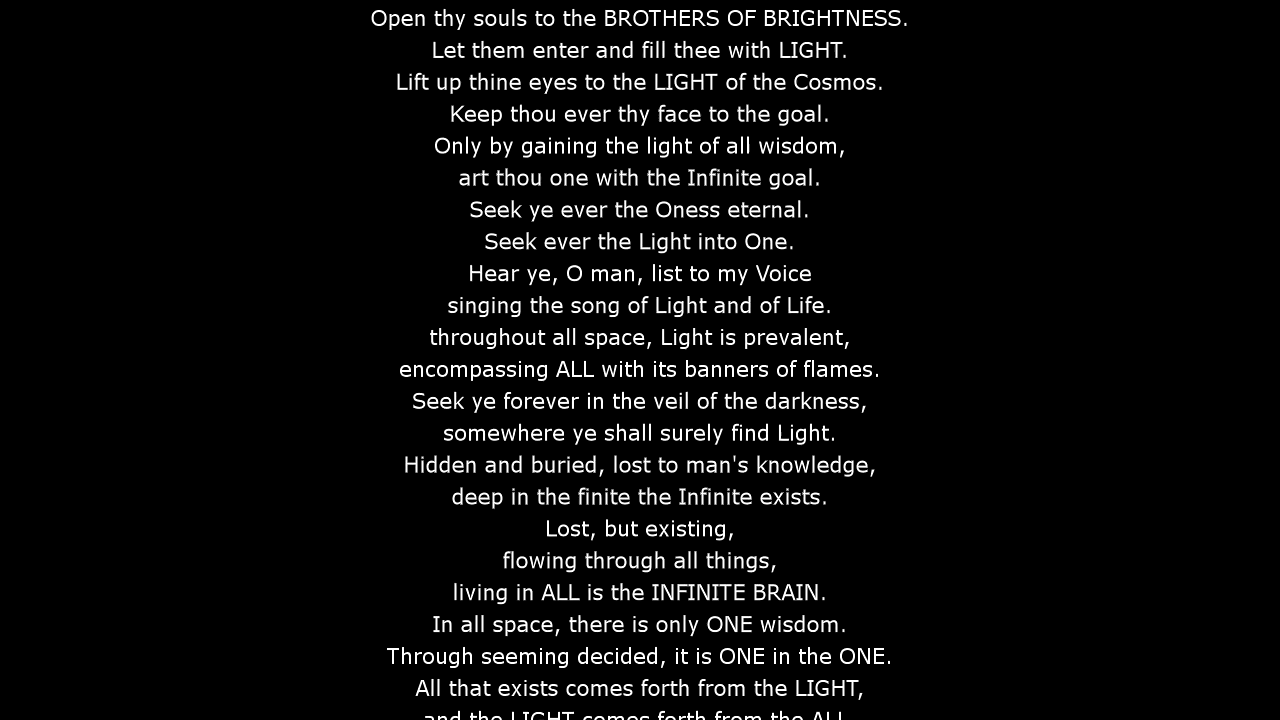 Open thy souls to the BROTHERS OF BRIGHTNESS.
Let them enter and fill thee with LIGHT.
Lift up thine eyes to the LIGHT of the Cosmos.
Keep thou ever thy face to the goal.
Only by gaining the light of all wisdom,
art thou one with the Infinite goal.
Seek ye ever the Oness eternal.
Seek ever the Light into One.
Hear ye, O man, list to my Voice
singing the song of Light and of Life.
throughout all space, Light is prevalent,
encompassing ALL with its banners of flames.
Seek ye forever in the veil of the darkness,
somewhere ye shall surely find Light.
Hidden and buried, lost to man's knowledge,
deep in the finite the Infinite exists.
Lost, but existing,
flowing through all things,
living in ALL is the INFINITE BRAIN.
In all space, there is only ONE wisdom.
Through seeming decided, it is ONE in the ONE.
All that exists comes forth from the LIGHT,
and the LIGHT comes forth from the ALL